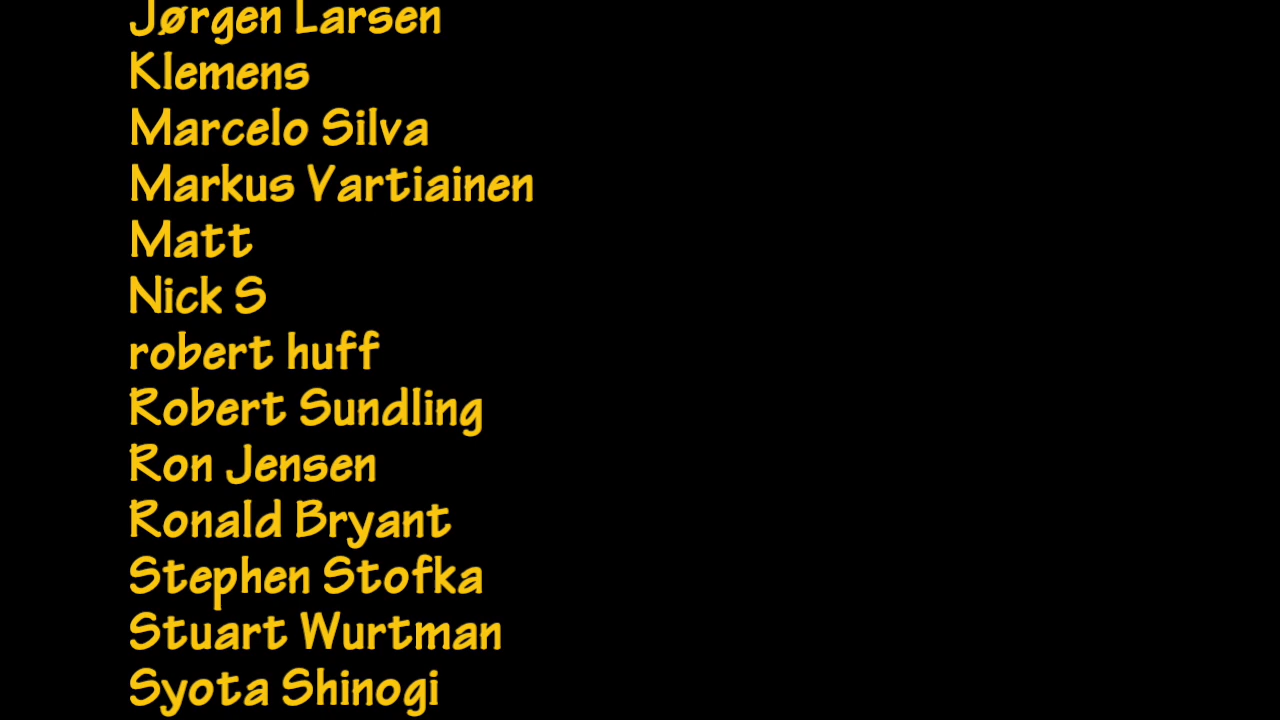 Jørgen Larsen
Klemens
Marcelo Silva
Markus Vartiainen
Matt
Nick S
robert huff
Robert Sundling
Ron Jensen
Ronald Bryant
Stephen Stofka
Stuart Wurtman
Syota Shinogi